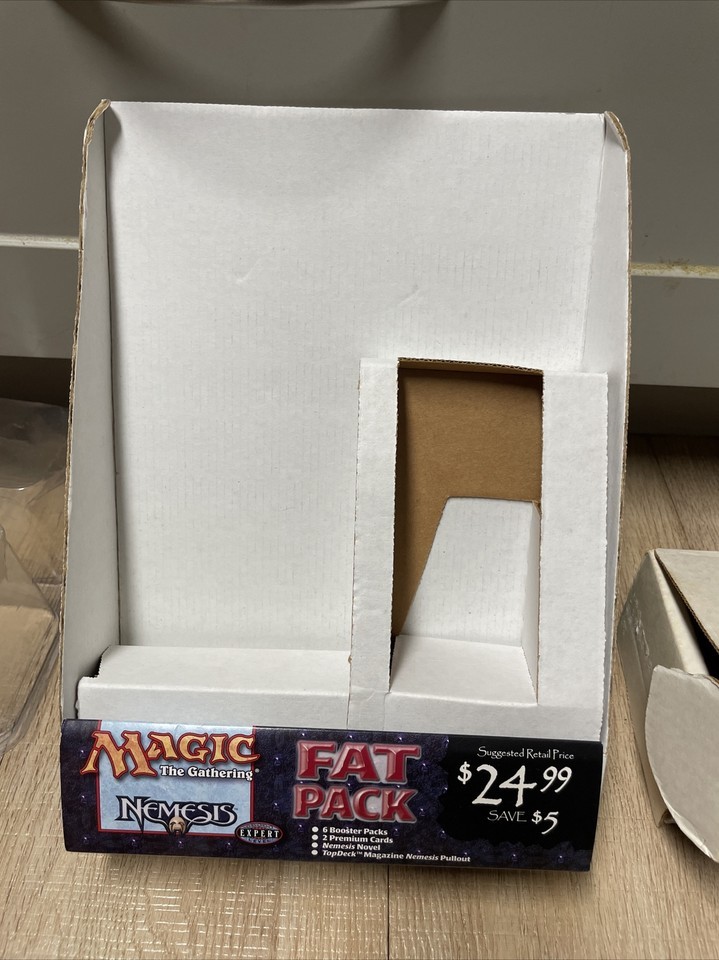 MAGIC
The Gathering®
NEMESIS
EXPERT
FAT
PACK
● 6 Booster Packs
● 2 Premium Cards
● Nemesis Novel
● TopDeck™ Magazine Nemesis Pullout
Suggested Retail Price
$24.99
SAVE $5